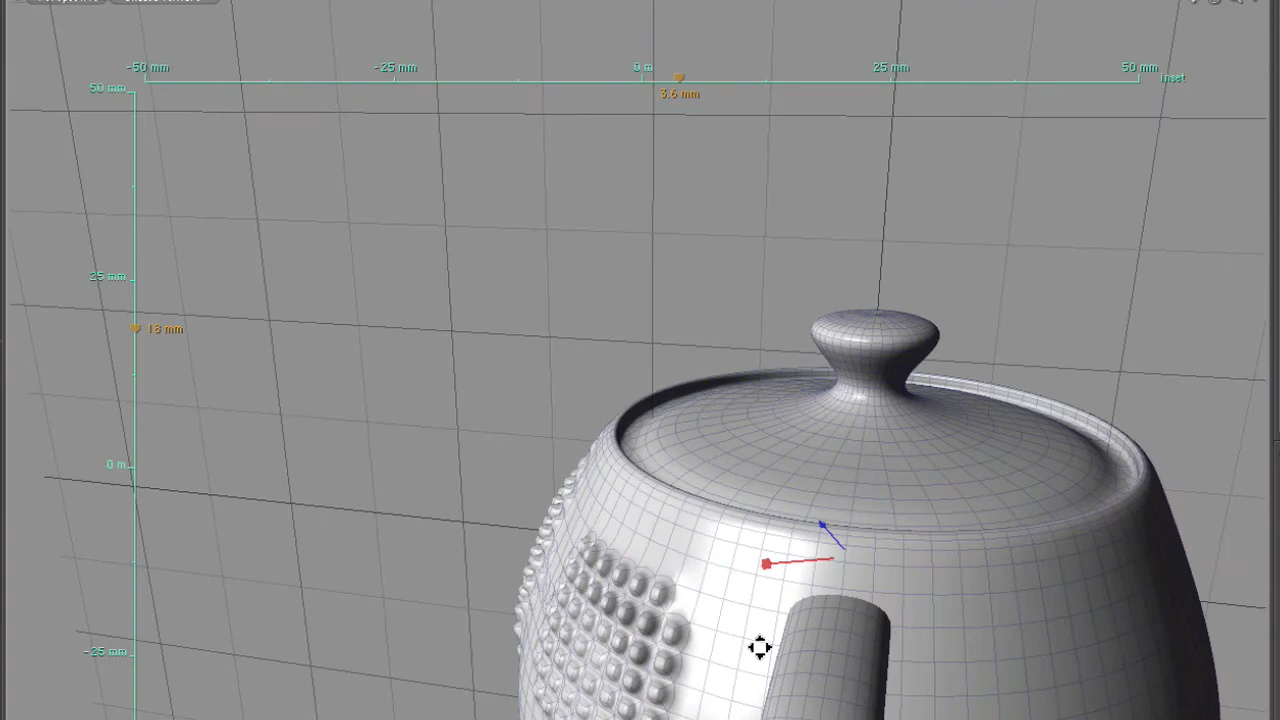 -50 mm
-25 mm
0 m
25 mm
50 mm
Inset
3.6 mm
50 mm
25 mm
18 mm
0 m
-25 mm